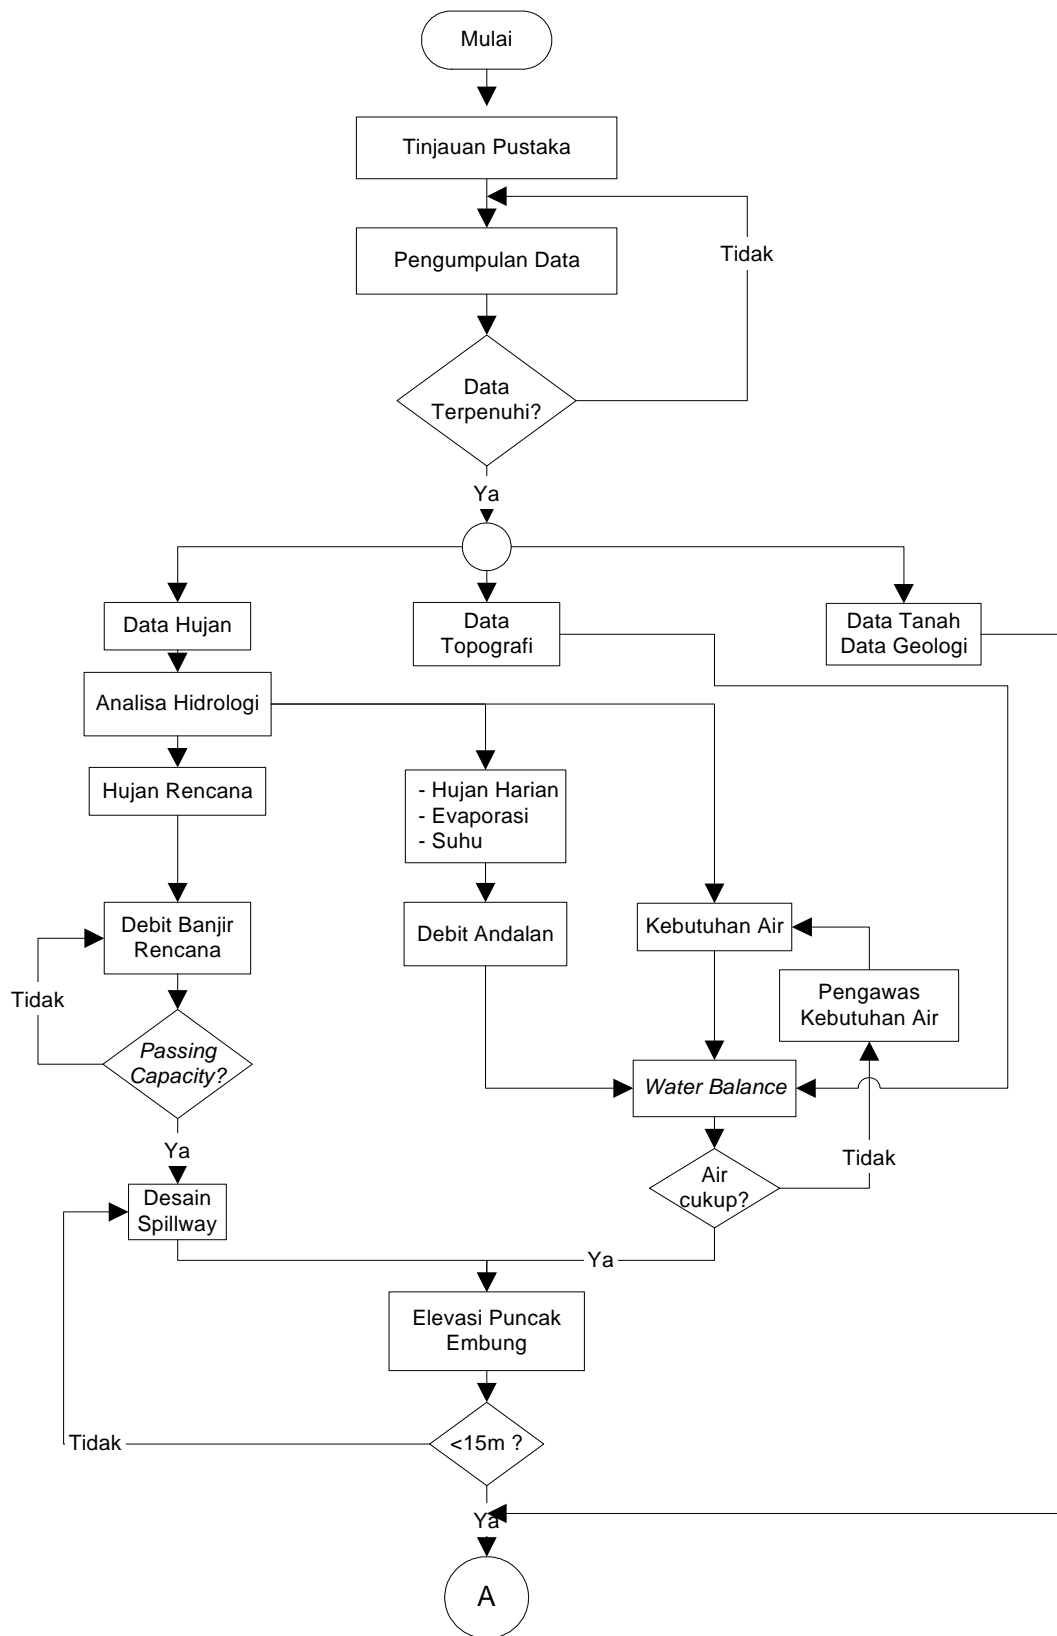 Mulai
Tinjauan Pustaka
Pengumpulan Data
Tidak
Data
Terpenuhi?
Ya
Data Hujan
Data
Topografi
Data Tanah
Data Geologi
Analisa Hidrologi
Hujan Rencana
- Hujan Harian
- Evaporasi
- Suhu
Debit Banjir
Rencana
Debit Andalan
Kebutuhan Air
Tidak
Pengawas
Kebutuhan Air
Passing
Capacity?
Water Balance
Ya
Air
cukup?
Tidak
Desain
Spillway
Ya
Elevasi Puncak
Embung
Tidak
<15m ?
Ya
A